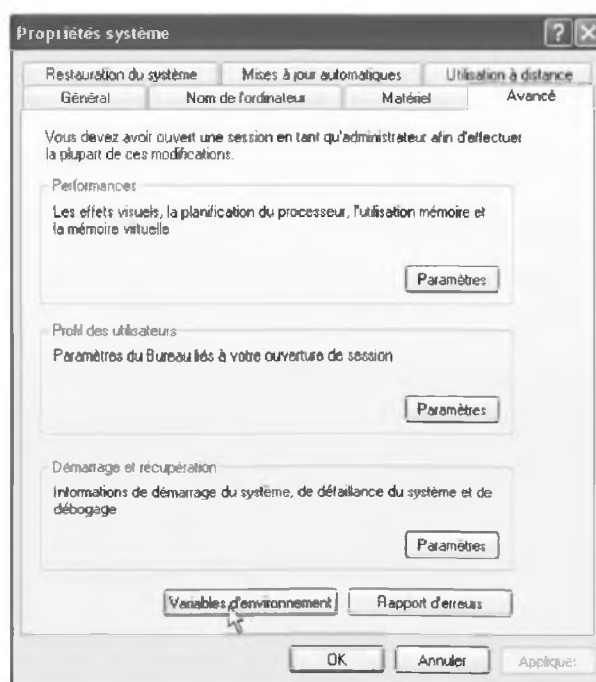 Propriétés système
Restauration du système Mises à jour automatiques Utilisation à distance
Général Nom de l'ordinateur Matériel Avancé
Vous devez avoir ouvert une session en tant qu'administrateur afin d'effectuer
la plupart de ces modifications.
Performances
Les effets visuels, la planification du processeur, l'utilisation mémoire et
la mémoire virtuelle
Paramètres
Profil des utilisateurs
Paramètres du Bureau liés à votre ouverture de session
Paramètres
Démarrage et récupération
Informations de démarrage du système, de défaillance du système et de
débogage
Paramètres
Variables d'environnement Rapport d'erreurs
OK Annuler Appliquer